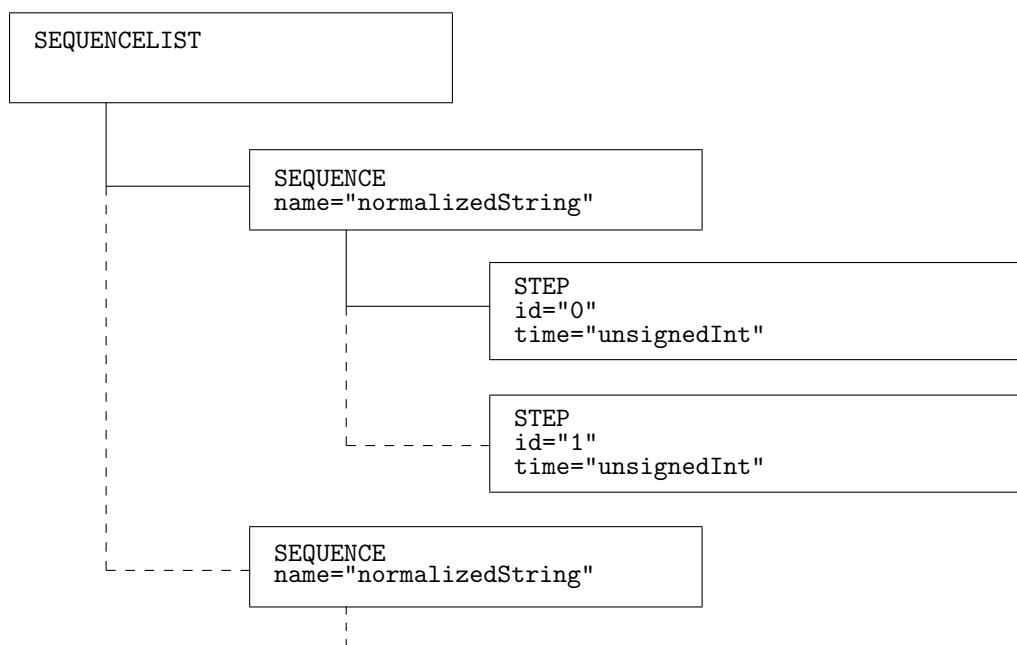 SEQUENCELIST
SEQUENCE
name="normalizedString"
STEP
id="0"
time="unsignedInt"
STEP
id="1"
time="unsignedInt"
SEQUENCE
name="normalizedString"